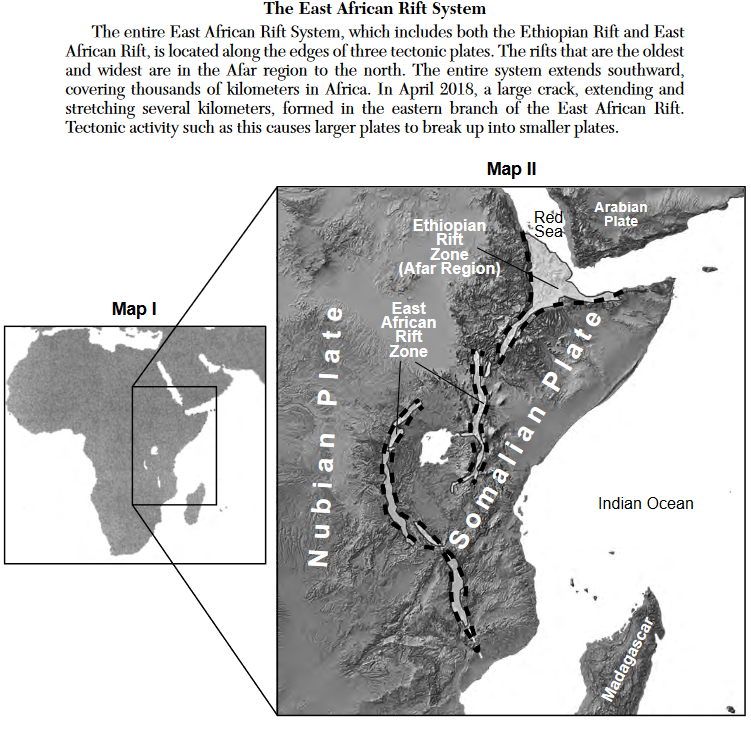 The East African Rift System
The entire East African Rift System, which includes both the Ethiopian Rift and East
African Rift, is located along the edges of three tectonic plates. The rifts that are the oldest
and widest are in the Afar region to the north. The entire system extends southward,
covering thousands of kilometers in Africa. In April 2018, a large crack, extending and
stretching several kilometers, formed in the eastern branch of the East African Rift.
Tectonic activity such as this causes larger plates to break up into smaller plates.
Map II
Arabian
Plate
Red
Sea
Ethiopian
Rift
Zone
(Afar Region)
Map I
East
African
Rift
Zone
Nubian Plate
Somalian Plate
Indian Ocean
Madagascar